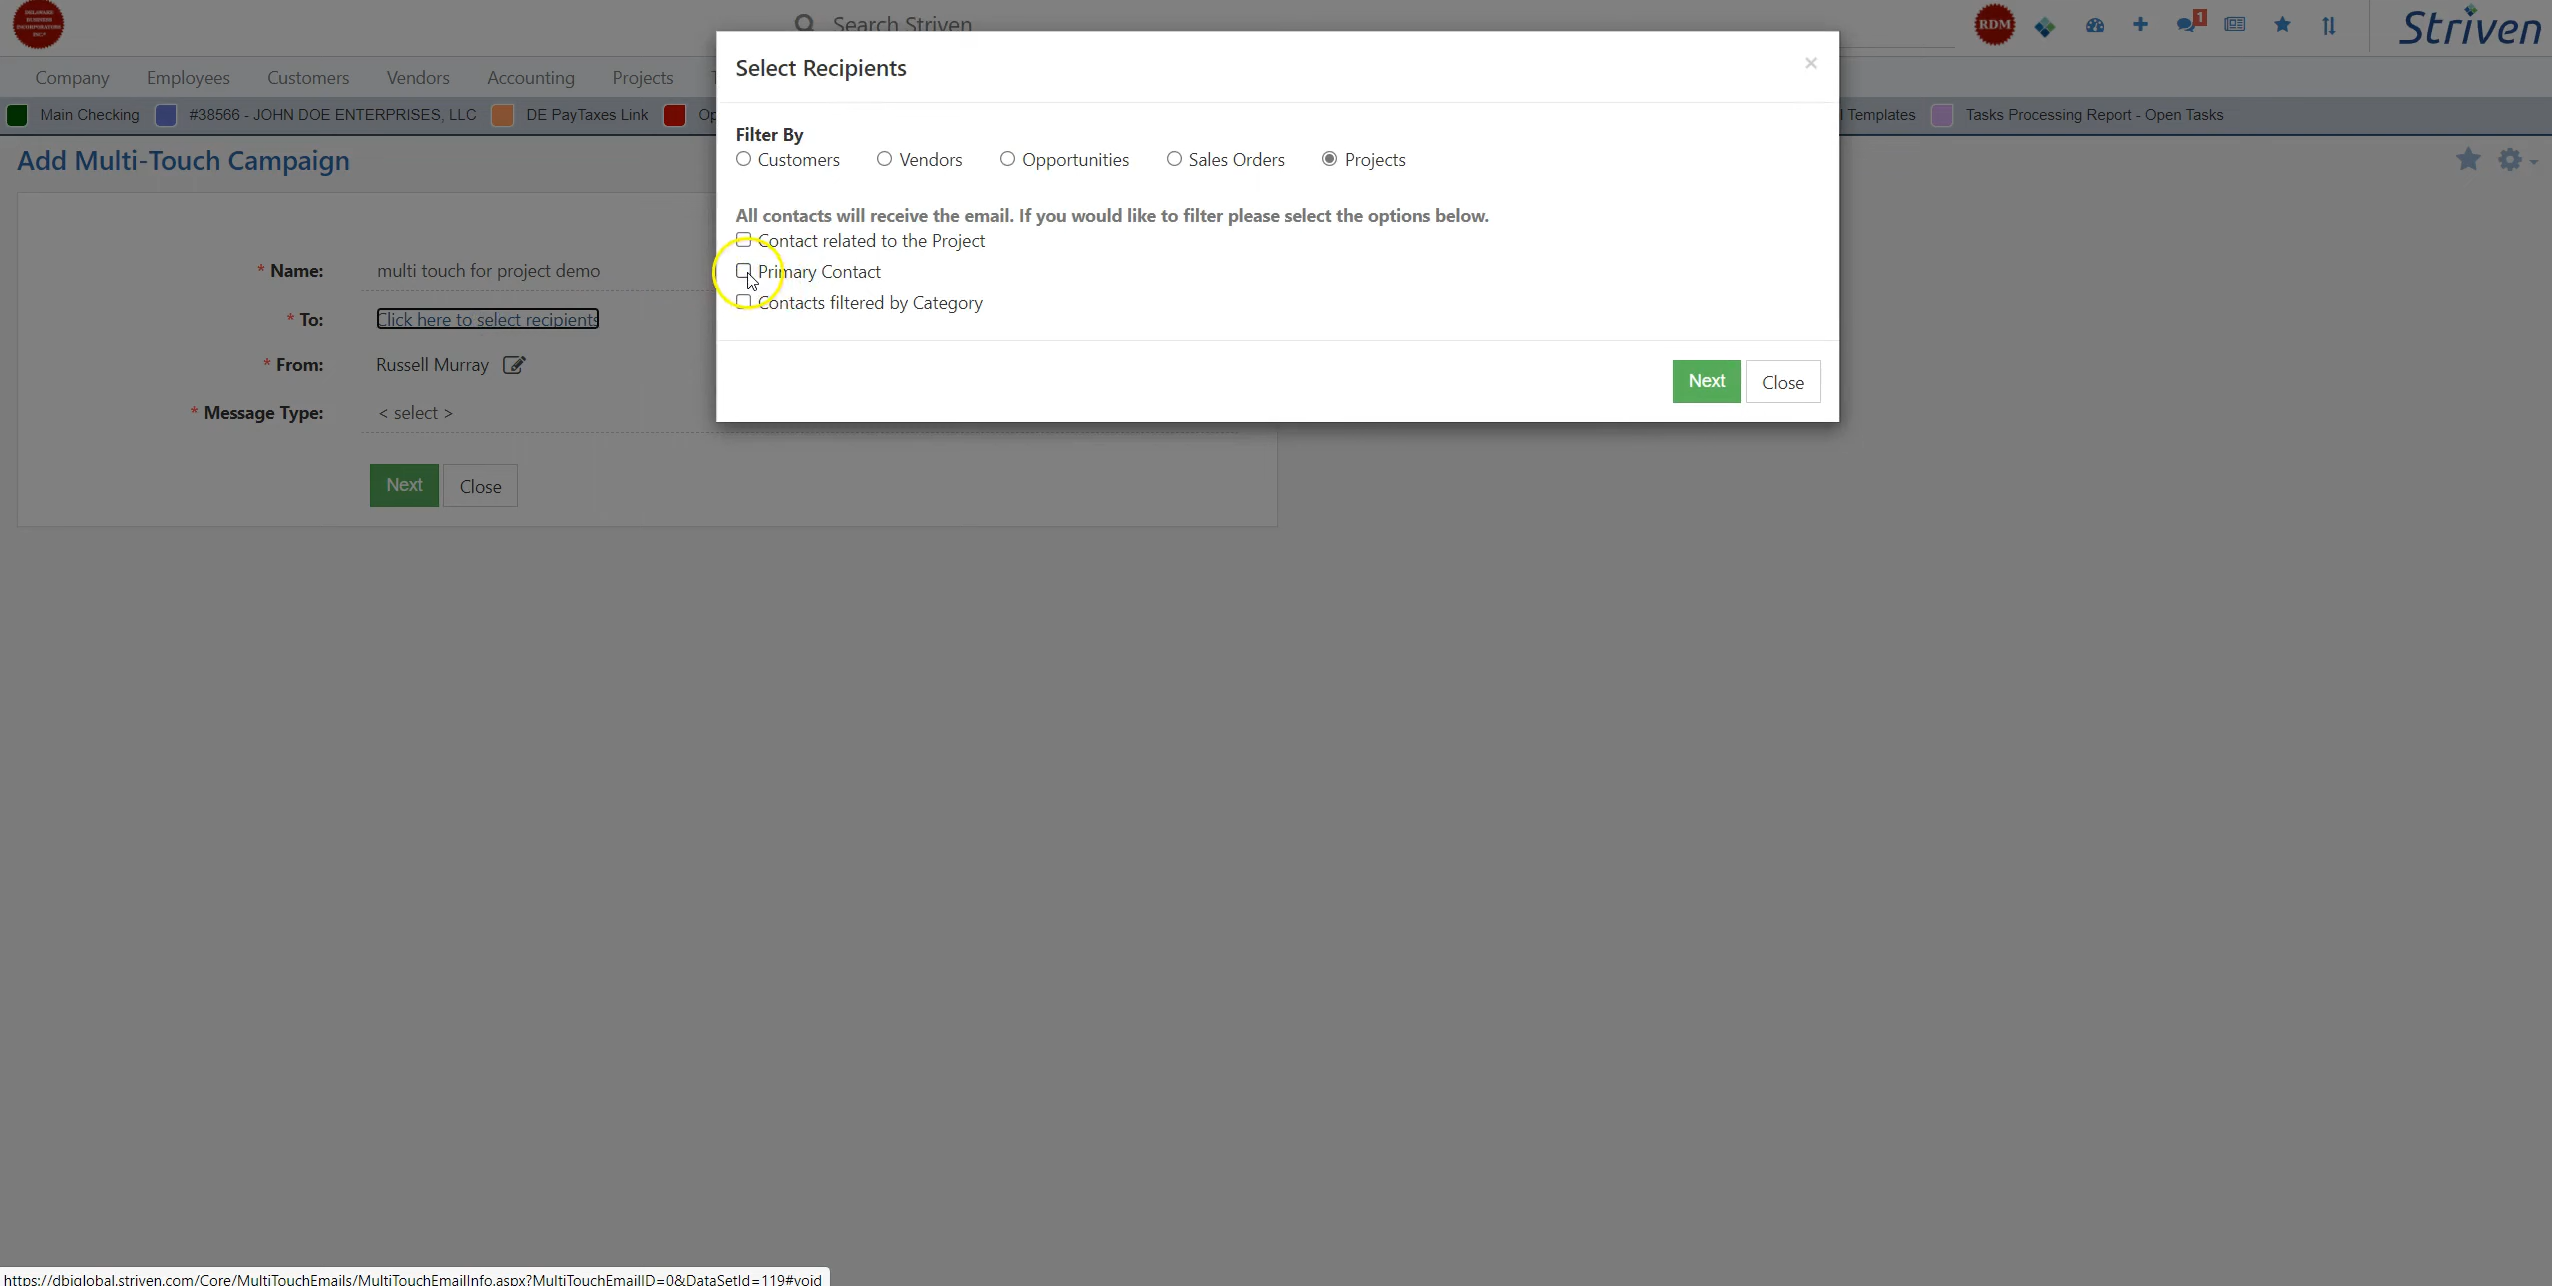 DELAWARE
BUSINESS
INCORPORATORS
INC.
Search Striven
RDM
1
Striven
Company Employees Customers Vendors Accounting Projects
Main Checking #38566 - JOHN DOE ENTERPRISES, LLC DE PayTaxes Link Templates Tasks Processing Report - Open Tasks
Add Multi-Touch Campaign
Select Recipients
×
Filter By
Customers Vendors Opportunities Sales Orders Projects
All contacts will receive the email. If you would like to filter please select the options below.
Contact related to the Project
Primary Contact
Contacts filtered by Category
Next Close
* Name: multi touch for project demo
* To: Click here to select recipients
* From: Russell Murray
* Message Type: < select >
Next Close
https://dbiglobal.striven.com/Core/MultiTouchEmails/MultiTouchEmailInfo.aspx?MultiTouchEmailID=0&DataSetId=119#void